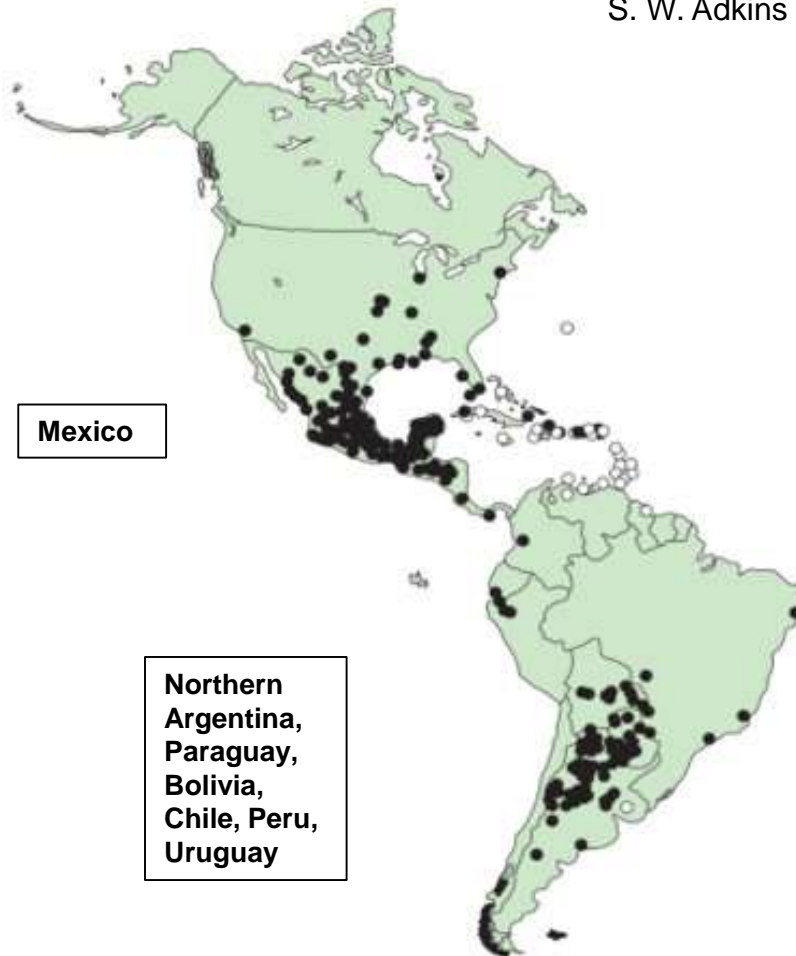 S. W. Adkins
Mexico
Northern
Argentina,
Paraguay,
Bolivia,
Chile, Peru,
Uruguay